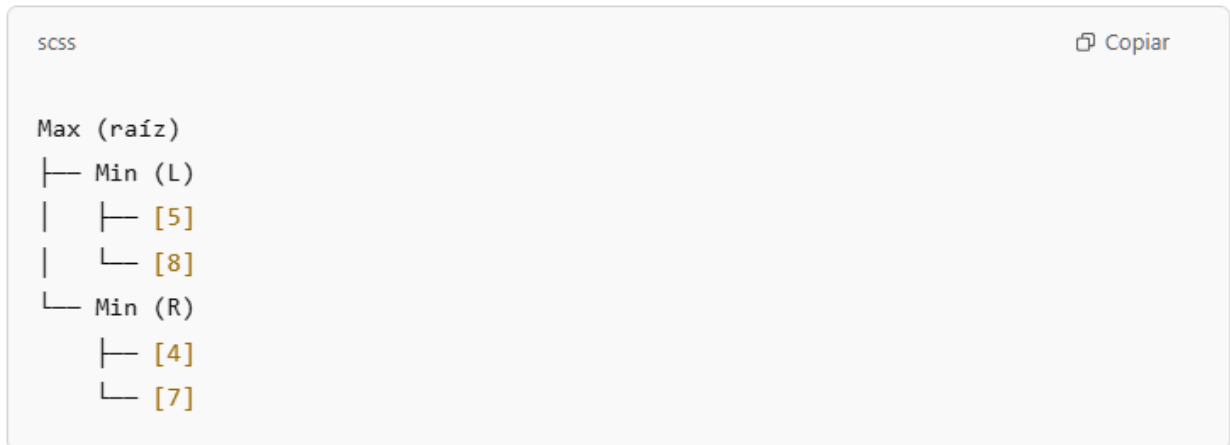 scss
Copiar
Max (raíz)
├── Min (L)
│   ├── [5]
│   └── [8]
└── Min (R)
    ├── [4]
    └── [7]